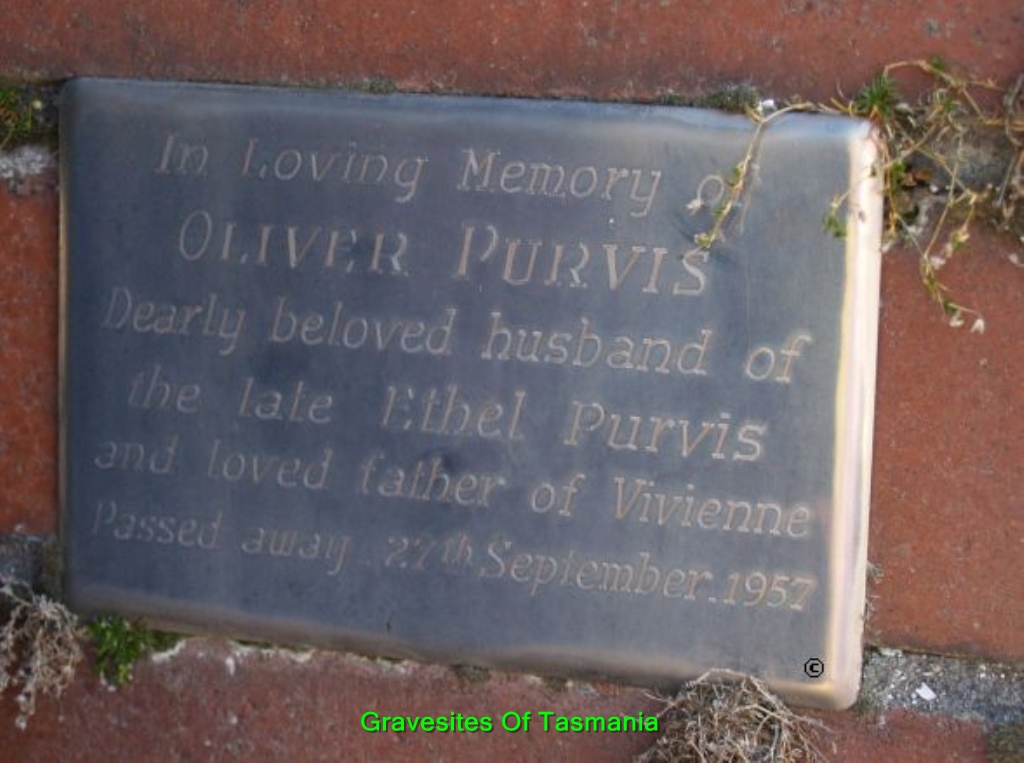 In Loving Memory of
OLIVER PURVIS
Dearly beloved husband of
the late Ethel Purvis
and loved father of Vivienne
Passed away 27th September.1957
©
Gravesites Of Tasmania